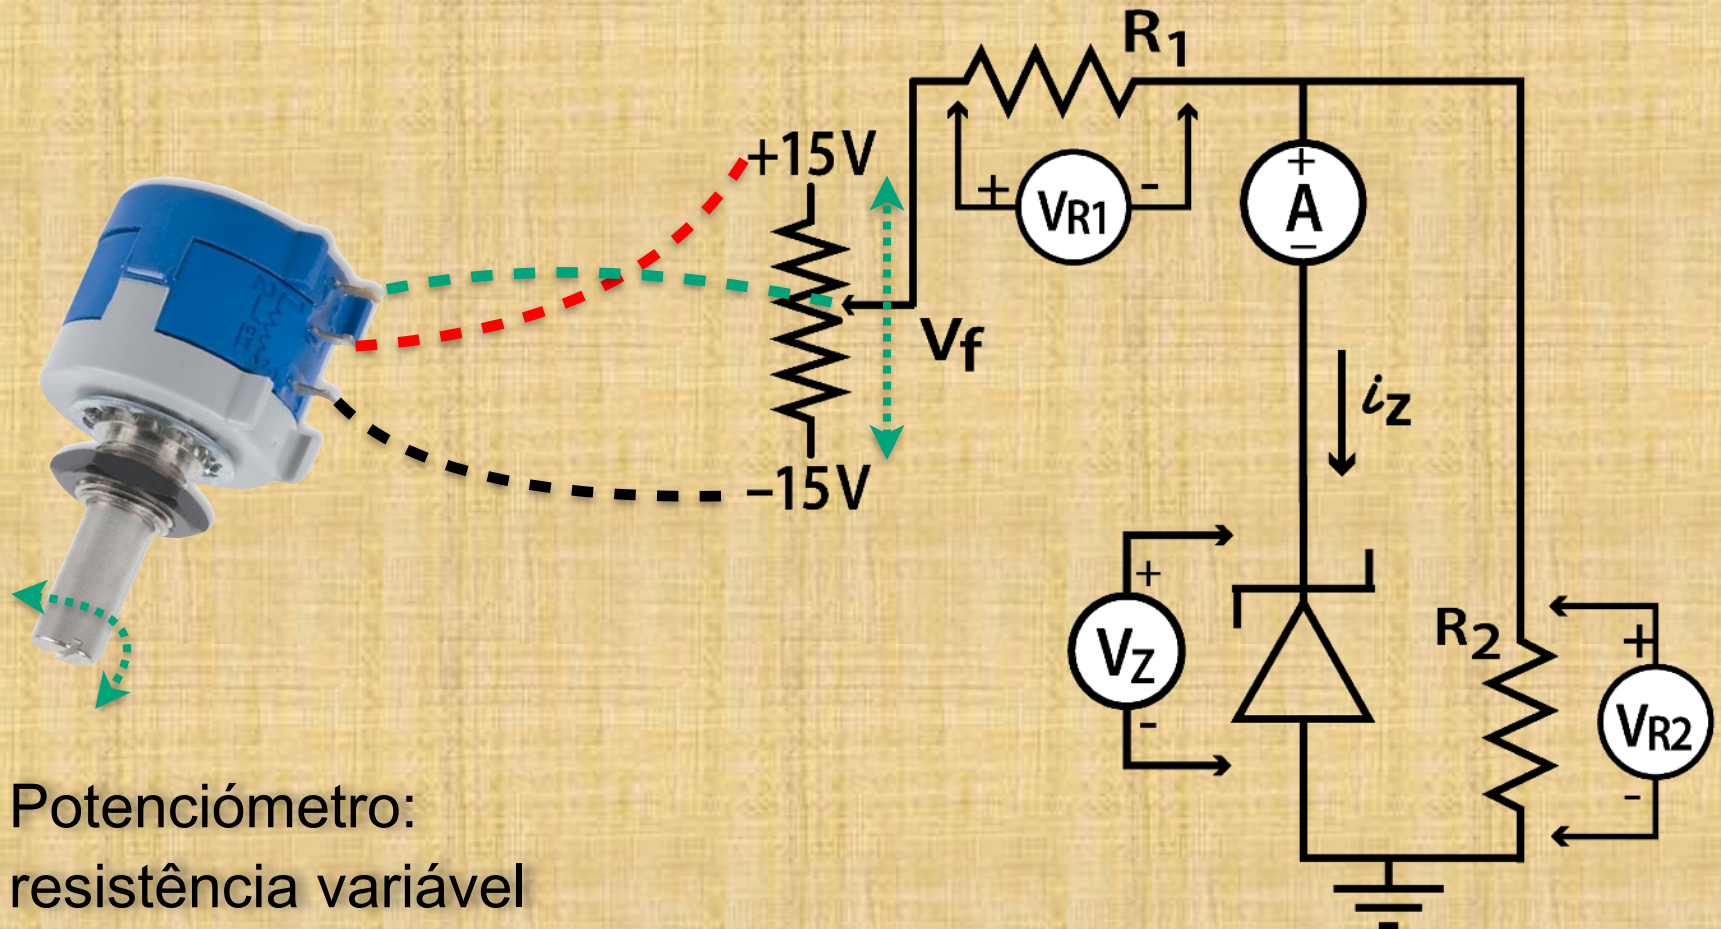 R1
+15V
+
VR1
-
+
A
−
Vf
iz
–15V
+
Vz
-
R2
+
VR2
-
Potenciómetro:
resistência variável